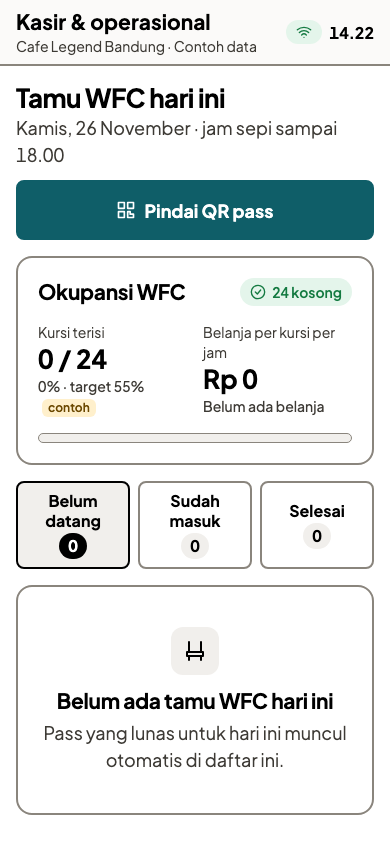 Kasir & operasional
Cafe Legend Bandung · Contoh data
14.22
Tamu WFC hari ini
Kamis, 26 November · jam sepi sampai
18.00
Pindai QR pass
Okupansi WFC
24 kosong
Kursi terisi
0 / 24
0% · target 55%
contoh
Belanja per kursi per
jam
Rp 0
Belum ada belanja
Belum
datang
0
Sudah
masuk
0
Selesai
0
Belum ada tamu WFC hari ini
Pass yang lunas untuk hari ini muncul
otomatis di daftar ini.